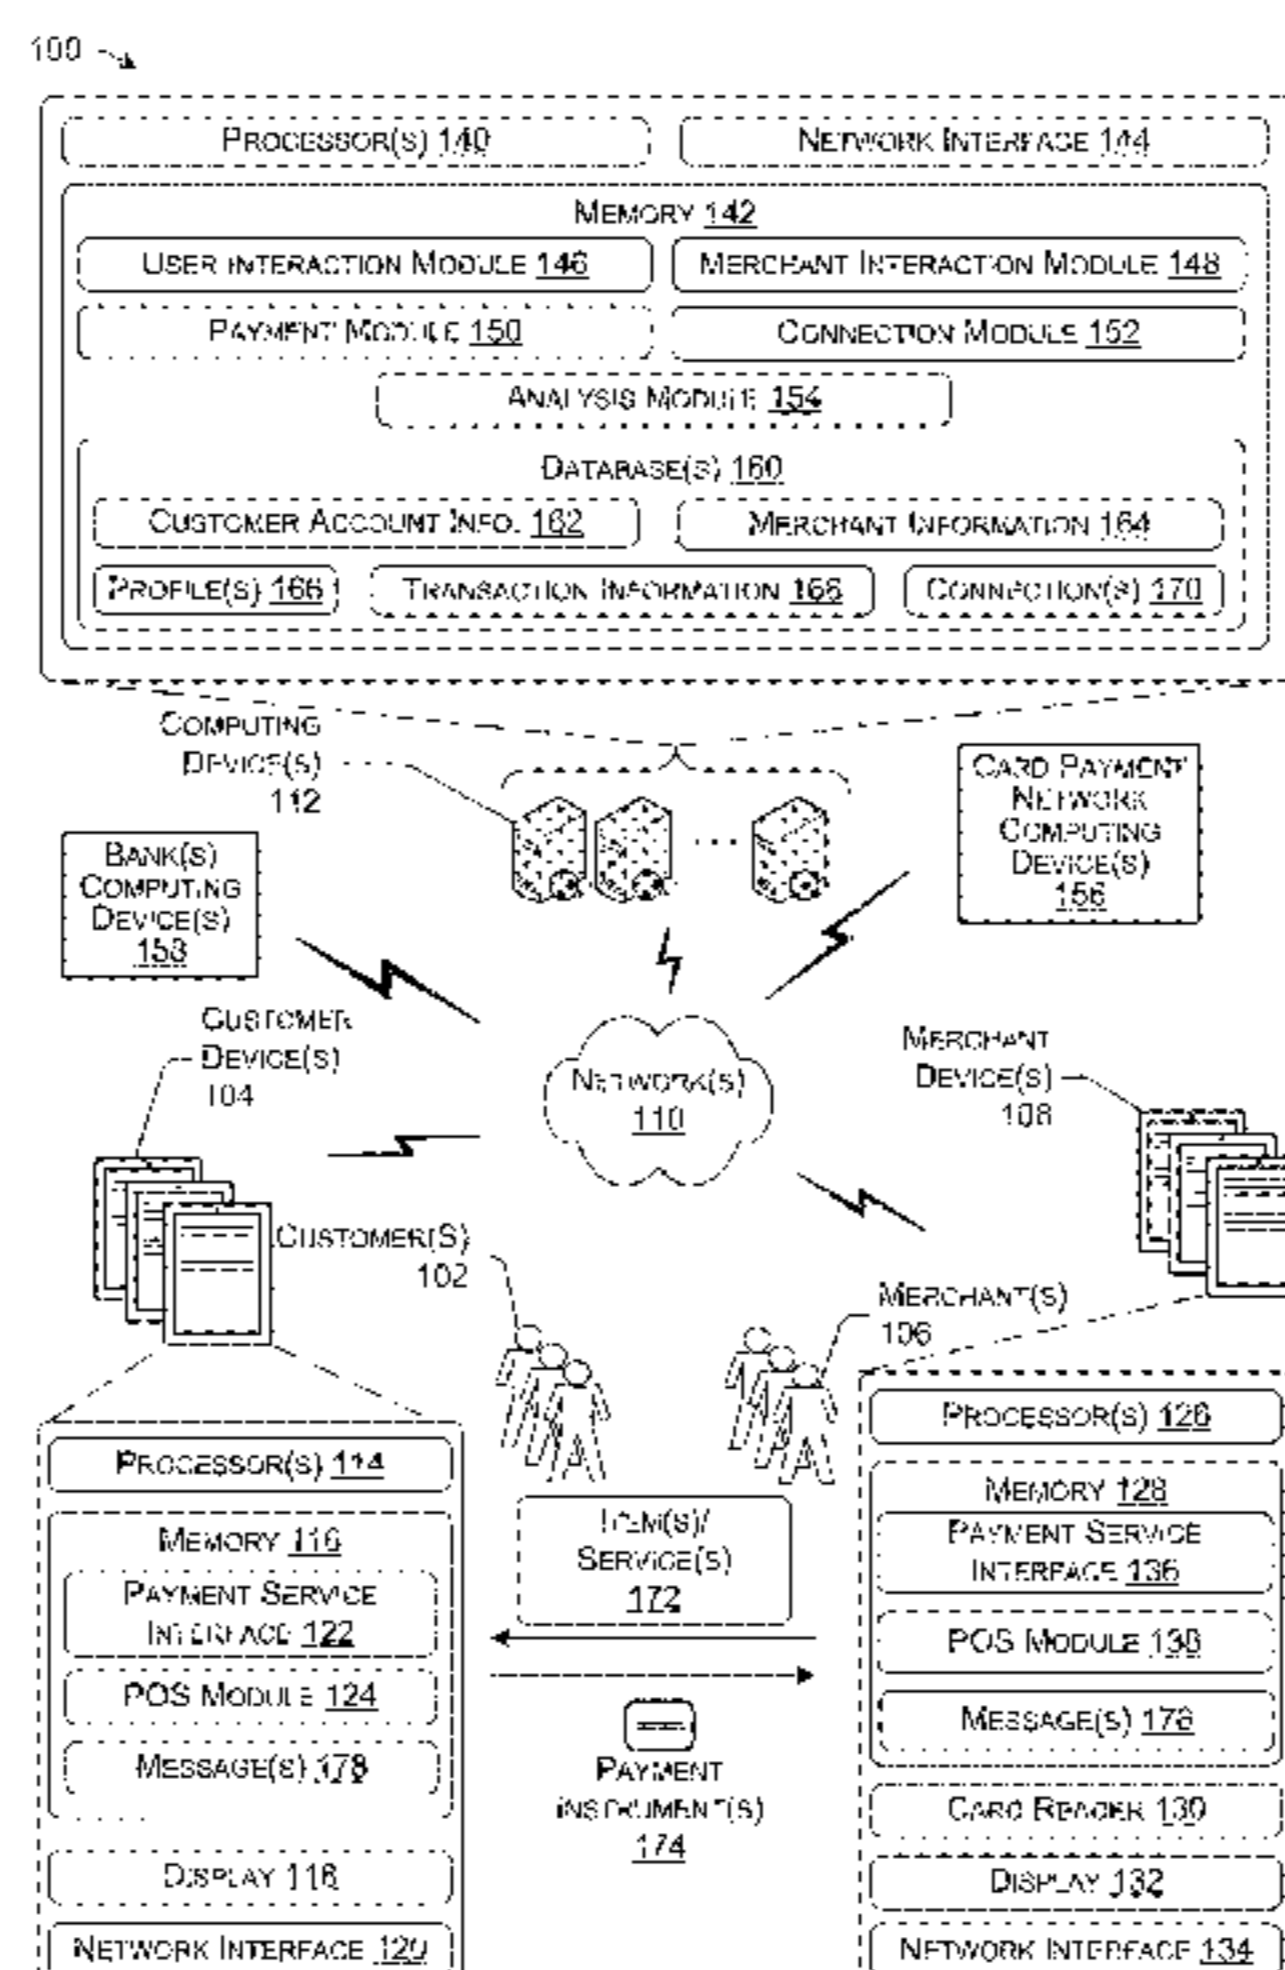 100
PROCESSOR(S) 140
NETWORK INTERFACE 144
MEMORY 142
USER INTERACTION MODULE 146
MERCHANT INTERACTION MODULE 148
PAYMENT MODULE 150
CONNECTION MODULE 152
ANALYSIS MODULE 154
DATABASE(S) 160
CUSTOMER ACCOUNT INFO. 162
MERCHANT INFORMATION 164
PROFILE(S) 166
TRANSACTION INFORMATION 168
CONNECTION(S) 170
COMPUTING
DEVICE(S)
112
CARD PAYMENT
NETWORK
COMPUTING
DEVICE(S)
156
BANK(S)
COMPUTING
DEVICE(S)
158
CUSTOMER
DEVICE(S)
104
NETWORK(S)
110
MERCHANT
DEVICE(S)
108
CUSTOMER(S)
102
MERCHANT(S)
106
PROCESSOR(S) 114
MEMORY 116
PAYMENT SERVICE
INTERFACE 122
POS MODULE 124
MESSAGE(S) 178
DISPLAY 118
NETWORK INTERFACE 120
ITEM(S)/
SERVICE(S)
172
PAYMENT
INSTRUMENT(S)
174
PROCESSOR(S) 126
MEMORY 128
PAYMENT SERVICE
INTERFACE 136
POS MODULE 138
MESSAGE(S) 176
CARD READER 130
DISPLAY 132
NETWORK INTERFACE 134